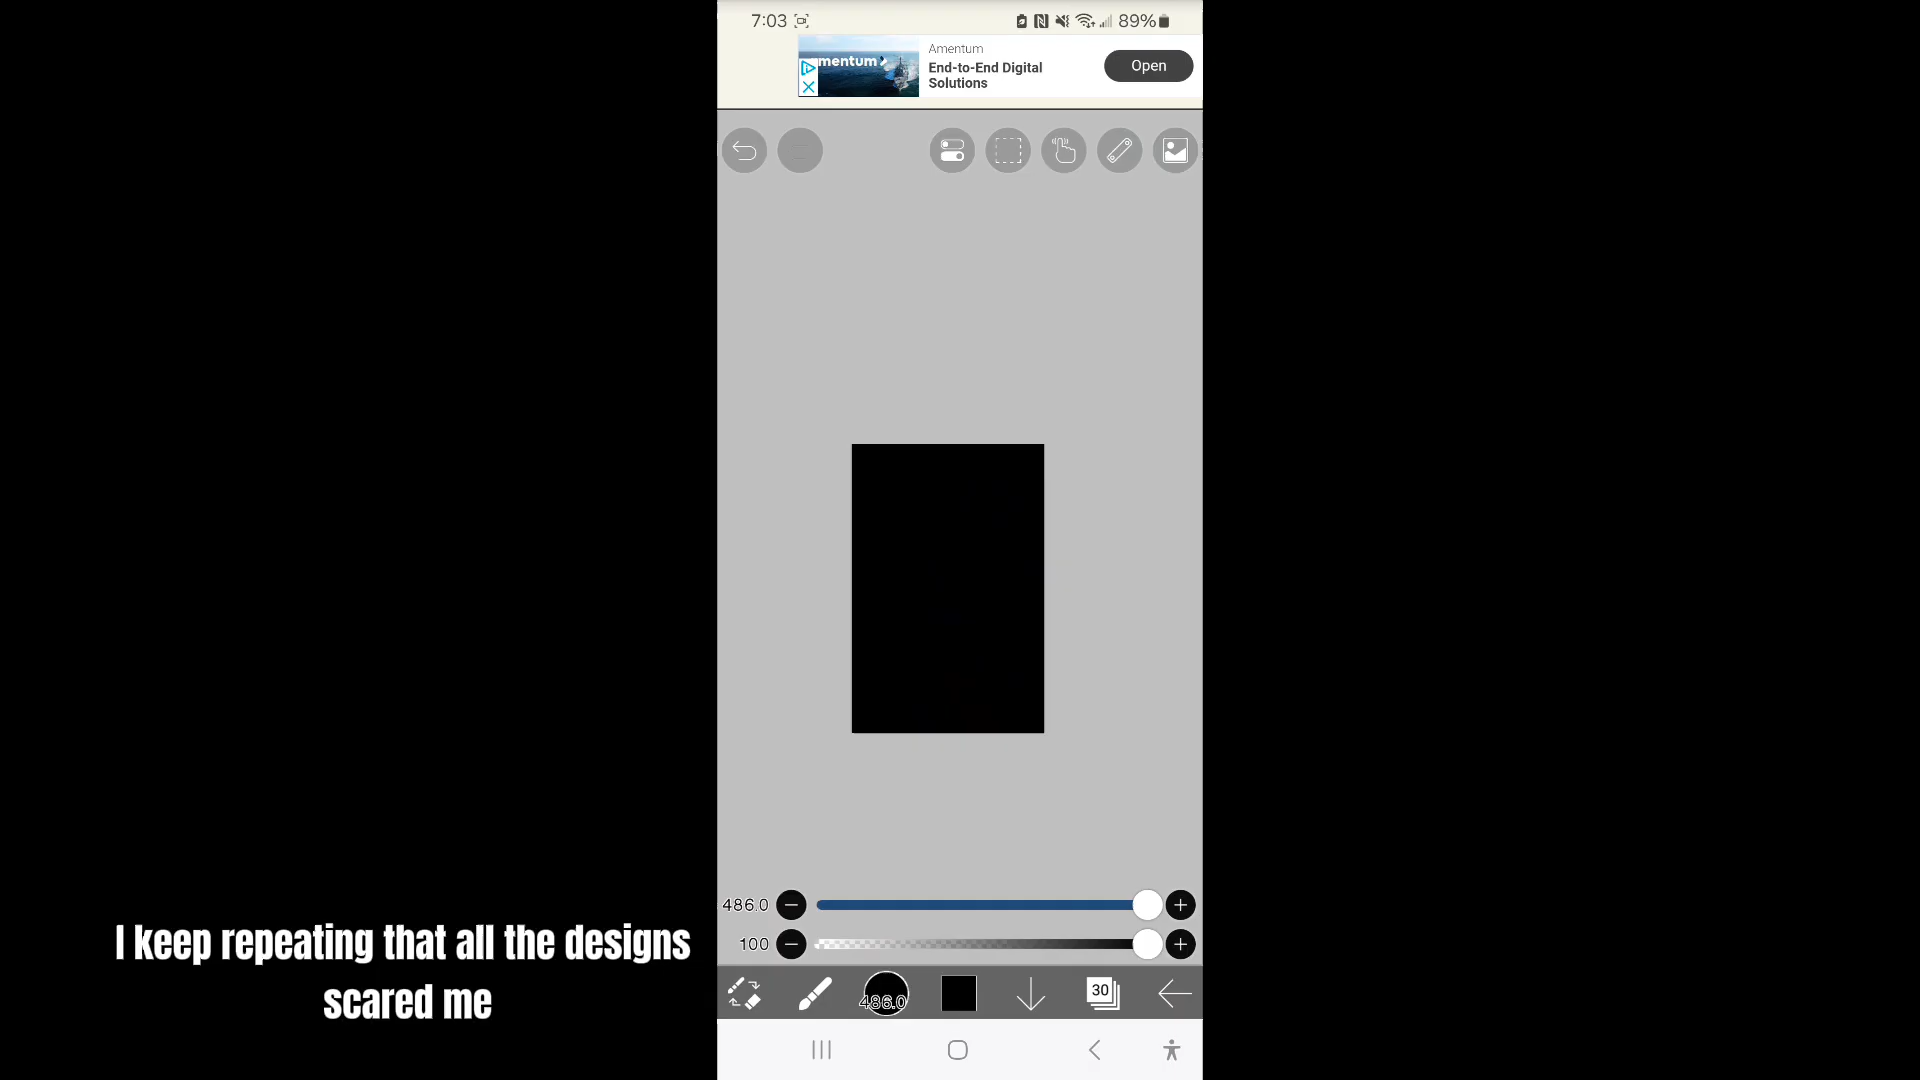 7:03
89%
mentum
Amentum
End-to-End Digital
Solutions
Open
486.0
100
486.0
30
I keep repeating that all the designs
scared me